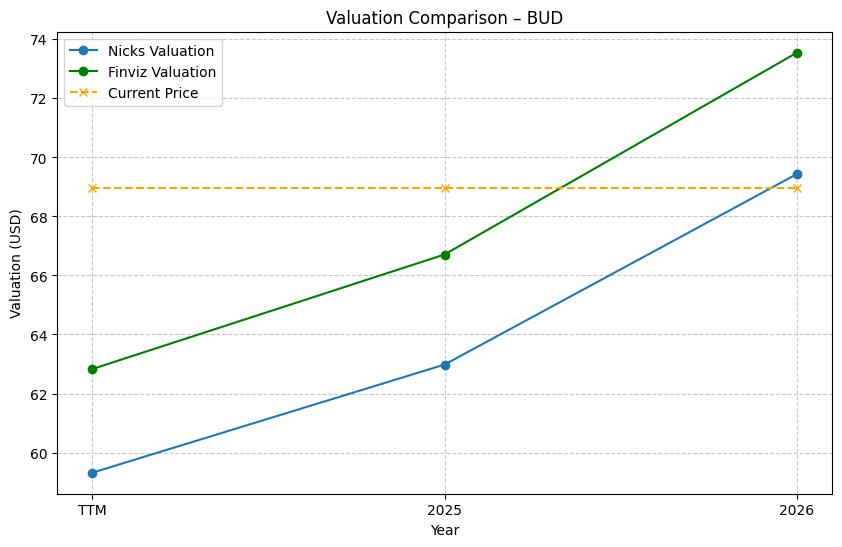 Valuation Comparison – BUD
Nicks Valuation
Finviz Valuation
Current Price
Valuation (USD)
74
72
70
68
66
64
62
60
TTM
2025
2026
Year